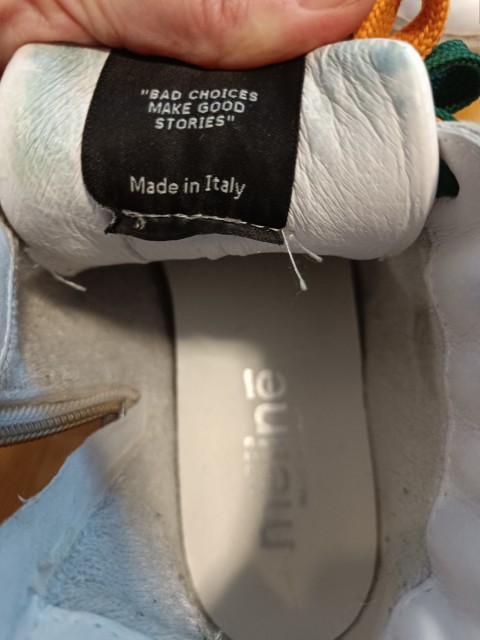 "BAD CHOICES
MAKE GOOD
STORIES"
Made in Italy